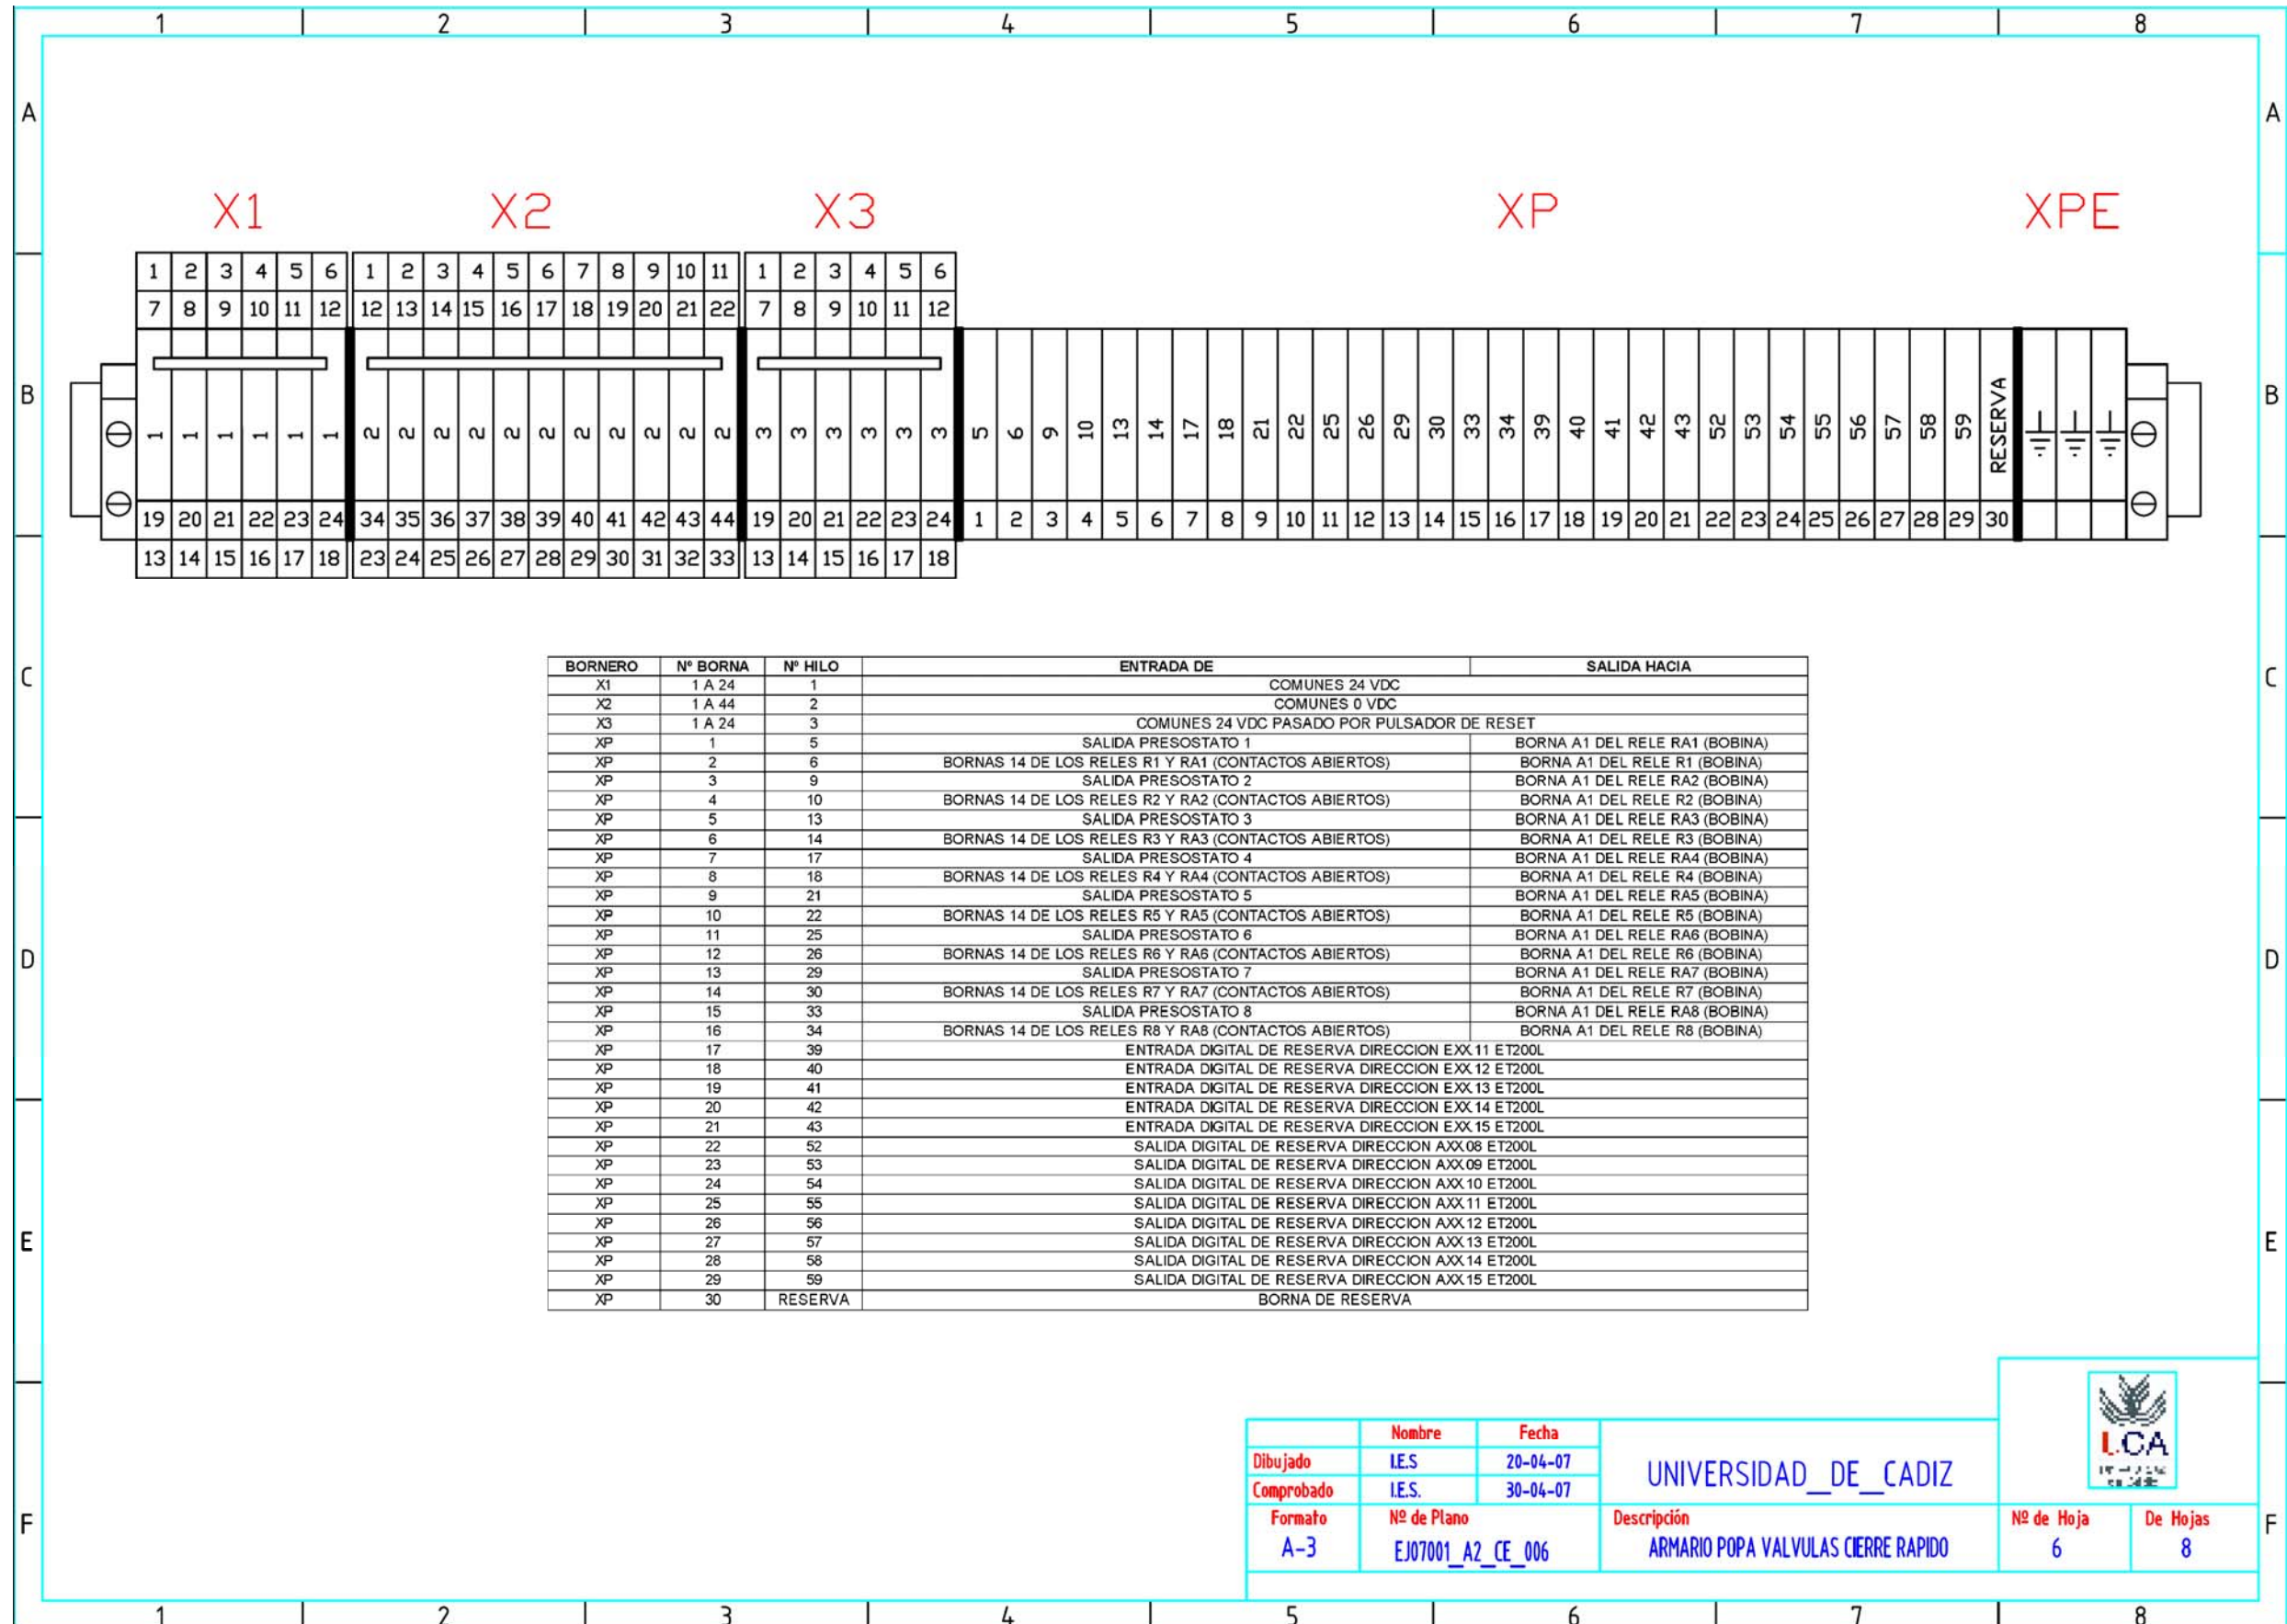 1 2 3 4 5 6 7 8
A A
X1 X2 X3 XP XPE
1 2 3 4 5 6 1 2 3 4 5 6 7 8 9 10 11 1 2 3 4 5 6
7 8 9 10 11 12 12 13 14 15 16 17 18 19 20 21 22 7 8 9 10 11 12
B B
1 1 1 1 1 1 2 2 2 2 2 2 2 2 2 2 2 3 3 3 3 3 3 5 6 9 10 13 14 17 18 21 22 25 26 29 30 33 34 39 40 41 42 43 52 53 54 55 56 57 58 59 RESERVA
19 20 21 22 23 24 34 35 36 37 38 39 40 41 42 43 44 19 20 21 22 23 24 1 2 3 4 5 6 7 8 9 10 11 12 13 14 15 16 17 18 19 20 21 22 23 24 25 26 27 28 29 30
13 14 15 16 17 18 23 24 25 26 27 28 29 30 31 32 33 13 14 15 16 17 18
C C
BORNERO Nº BORNA Nº HILO ENTRADA DE SALIDA HACIA
X1 1 A 24 1 COMUNES 24 VDC
X2 1 A 44 2 COMUNES 0 VDC
X3 1 A 24 3 COMUNES 24 VDC PASADO POR PULSADOR DE RESET
XP 1 5 SALIDA PRESOSTATO 1 BORNA A1 DEL RELE RA1 (BOBINA)
XP 2 6 BORNAS 14 DE LOS RELES R1 Y RA1 (CONTACTOS ABIERTOS) BORNA A1 DEL RELE R1 (BOBINA)
XP 3 9 SALIDA PRESOSTATO 2 BORNA A1 DEL RELE RA2 (BOBINA)
XP 4 10 BORNAS 14 DE LOS RELES R2 Y RA2 (CONTACTOS ABIERTOS) BORNA A1 DEL RELE R2 (BOBINA)
XP 5 13 SALIDA PRESOSTATO 3 BORNA A1 DEL RELE RA3 (BOBINA)
XP 6 14 BORNAS 14 DE LOS RELES R3 Y RA3 (CONTACTOS ABIERTOS) BORNA A1 DEL RELE R3 (BOBINA)
XP 7 17 SALIDA PRESOSTATO 4 BORNA A1 DEL RELE RA4 (BOBINA)
XP 8 18 BORNAS 14 DE LOS RELES R4 Y RA4 (CONTACTOS ABIERTOS) BORNA A1 DEL RELE R4 (BOBINA)
XP 9 21 SALIDA PRESOSTATO 5 BORNA A1 DEL RELE RA5 (BOBINA)
XP 10 22 BORNAS 14 DE LOS RELES R5 Y RA5 (CONTACTOS ABIERTOS) BORNA A1 DEL RELE R5 (BOBINA)
XP 11 25 SALIDA PRESOSTATO 6 BORNA A1 DEL RELE RA6 (BOBINA)
XP 12 26 BORNAS 14 DE LOS RELES R6 Y RA6 (CONTACTOS ABIERTOS) BORNA A1 DEL RELE R6 (BOBINA)
D D
XP 13 29 SALIDA PRESOSTATO 7 BORNA A1 DEL RELE RA7 (BOBINA)
XP 14 30 BORNAS 14 DE LOS RELES R7 Y RA7 (CONTACTOS ABIERTOS) BORNA A1 DEL RELE R7 (BOBINA)
XP 15 33 SALIDA PRESOSTATO 8 BORNA A1 DEL RELE RA8 (BOBINA)
XP 16 34 BORNAS 14 DE LOS RELES R8 Y RA8 (CONTACTOS ABIERTOS) BORNA A1 DEL RELE R8 (BOBINA)
XP 17 39 ENTRADA DIGITAL DE RESERVA DIRECCION EXX.11 ET200L
XP 18 40 ENTRADA DIGITAL DE RESERVA DIRECCION EXX.12 ET200L
XP 19 41 ENTRADA DIGITAL DE RESERVA DIRECCION EXX.13 ET200L
XP 20 42 ENTRADA DIGITAL DE RESERVA DIRECCION EXX.14 ET200L
XP 21 43 ENTRADA DIGITAL DE RESERVA DIRECCION EXX.15 ET200L
XP 22 52 SALIDA DIGITAL DE RESERVA DIRECCION AXX.08 ET200L
XP 23 53 SALIDA DIGITAL DE RESERVA DIRECCION AXX.09 ET200L
XP 24 54 SALIDA DIGITAL DE RESERVA DIRECCION AXX.10 ET200L
XP 25 55 SALIDA DIGITAL DE RESERVA DIRECCION AXX.11 ET200L
XP 26 56 SALIDA DIGITAL DE RESERVA DIRECCION AXX.12 ET200L
E E
XP 27 57 SALIDA DIGITAL DE RESERVA DIRECCION AXX.13 ET200L
XP 28 58 SALIDA DIGITAL DE RESERVA DIRECCION AXX.14 ET200L
XP 29 59 SALIDA DIGITAL DE RESERVA DIRECCION AXX.15 ET200L
XP 30 RESERVA BORNA DE RESERVA
Nombre Fecha
Dibujado I.E.S 20-04-07
Comprobado I.E.S. 30-04-07
UNIVERSIDAD_DE_CADIZ
UCA
F F
Formato Nº de Plano Descripción Nº de Hoja De Hojas
A-3 EJ07001_A2_CE_006 ARMARIO POPA VALVULAS CIERRE RAPIDO 6 8
1 2 3 4 5 6 7 8